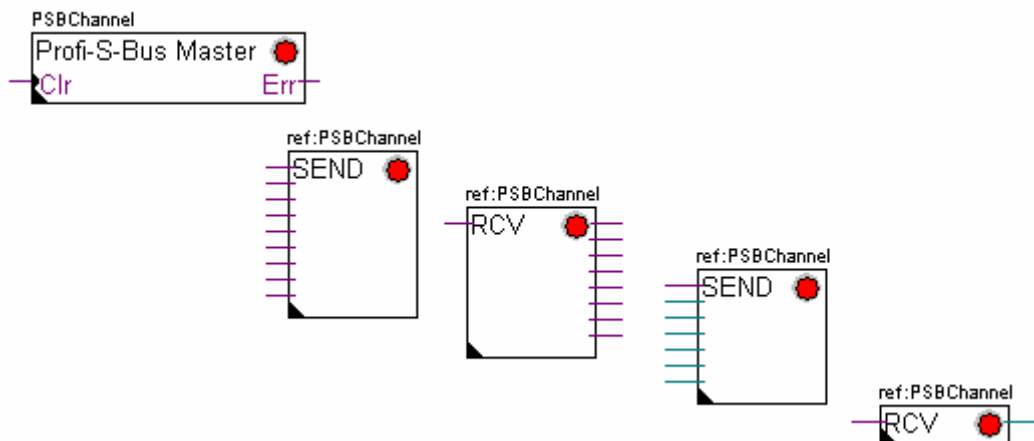 PSBChannel
Profi-S-Bus Master
Clr Err
ref:PSBChannel
SEND
ref:PSBChannel
RCV
ref:PSBChannel
SEND
ref:PSBChannel
RCV